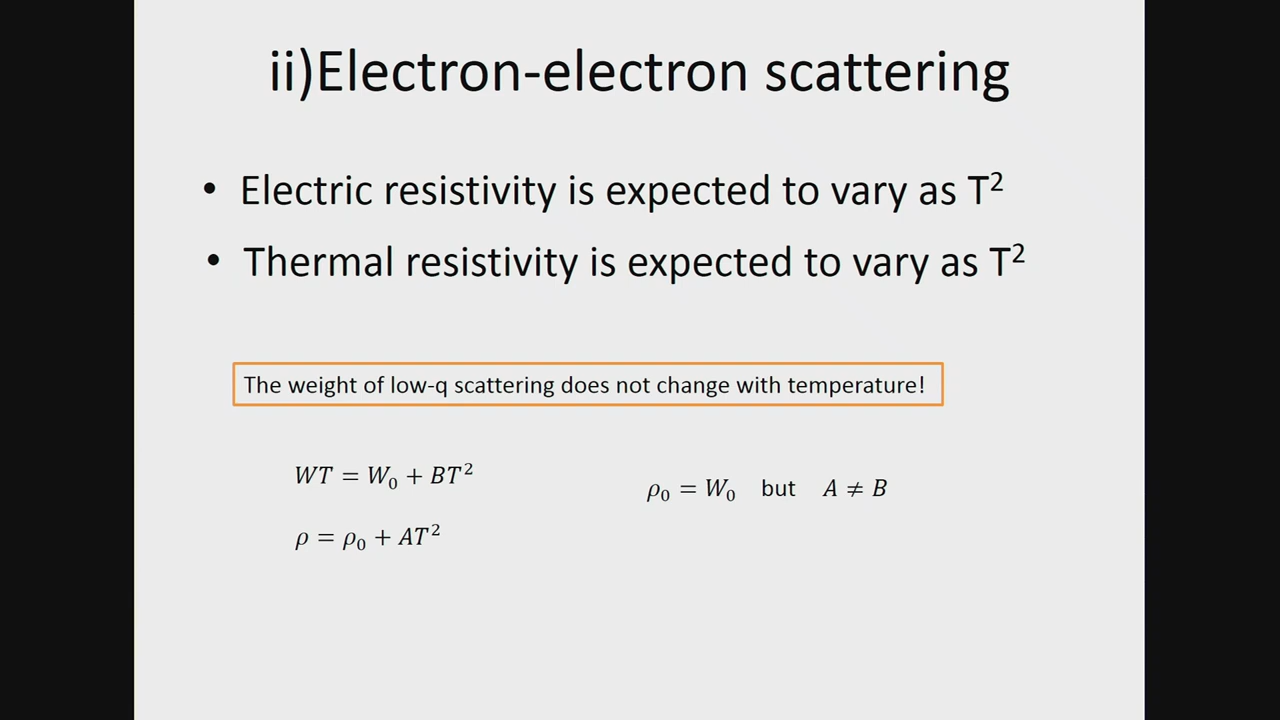 ii)Electron-electron scattering
• Electric resistivity is expected to vary as T²
• Thermal resistivity is expected to vary as T²
The weight of low-q scattering does not change with temperature!
WT = W₀ + BT²
ρ₀ = W₀ but A ≠ B
ρ = ρ₀ + AT²